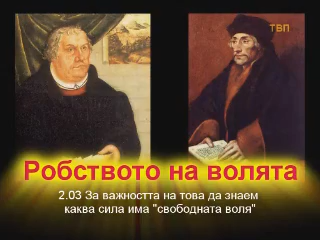 ТВП
Робството на волята
2.03 За важността на това да знаем
каква сила има "свободната воля"